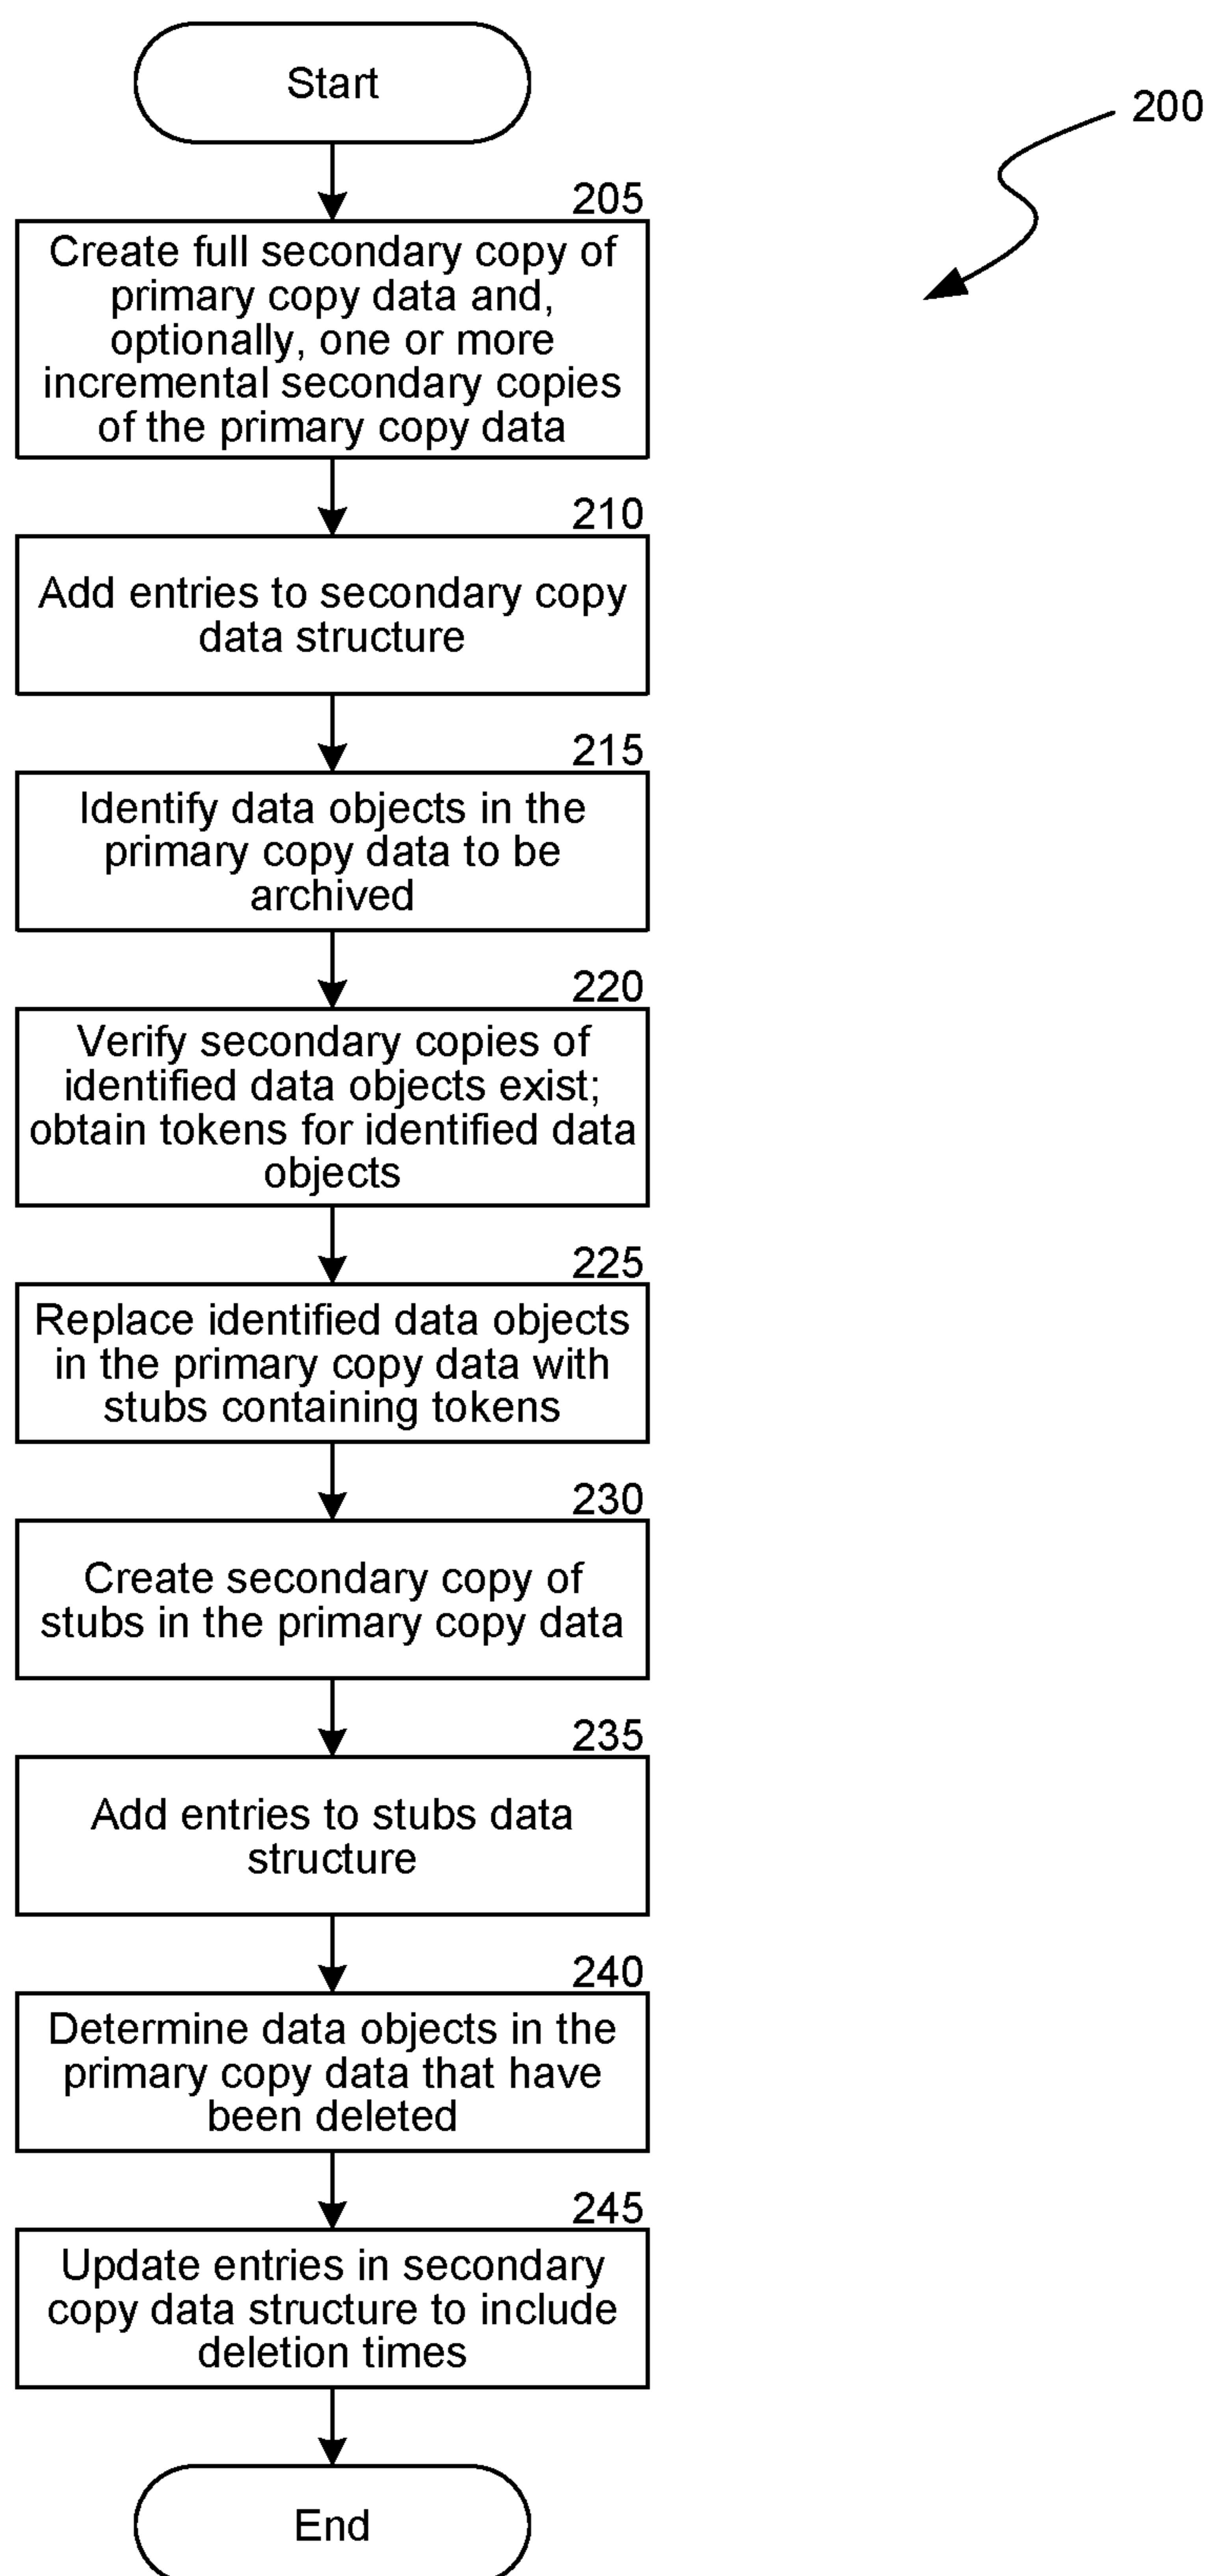 Start
200
205
Create full secondary copy of
primary copy data and,
optionally, one or more
incremental secondary copies
of the primary copy data
210
Add entries to secondary copy
data structure
215
Identify data objects in the
primary copy data to be
archived
220
Verify secondary copies of
identified data objects exist;
obtain tokens for identified data
objects
225
Replace identified data objects
in the primary copy data with
stubs containing tokens
230
Create secondary copy of
stubs in the primary copy data
235
Add entries to stubs data
structure
240
Determine data objects in the
primary copy data that have
been deleted
245
Update entries in secondary
copy data structure to include
deletion times
End